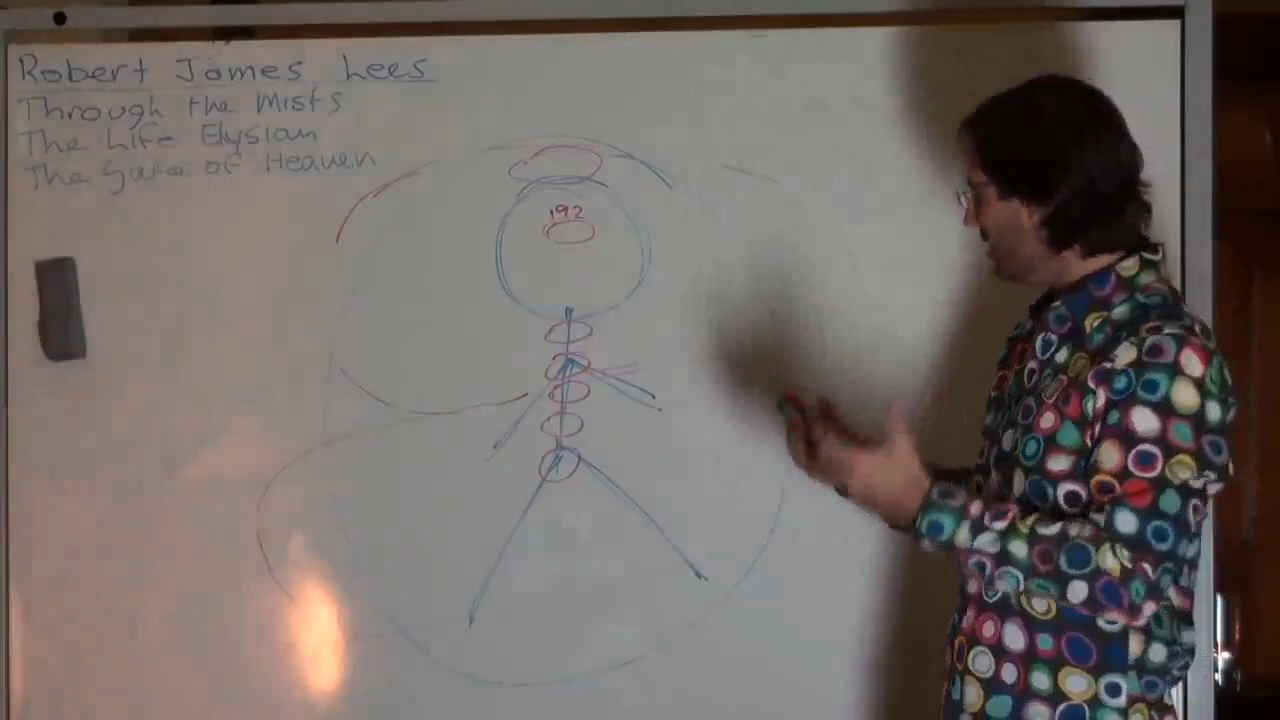 Robert James Lees
Through the Mists
The Life Elysian
The Gate of Heaven
192